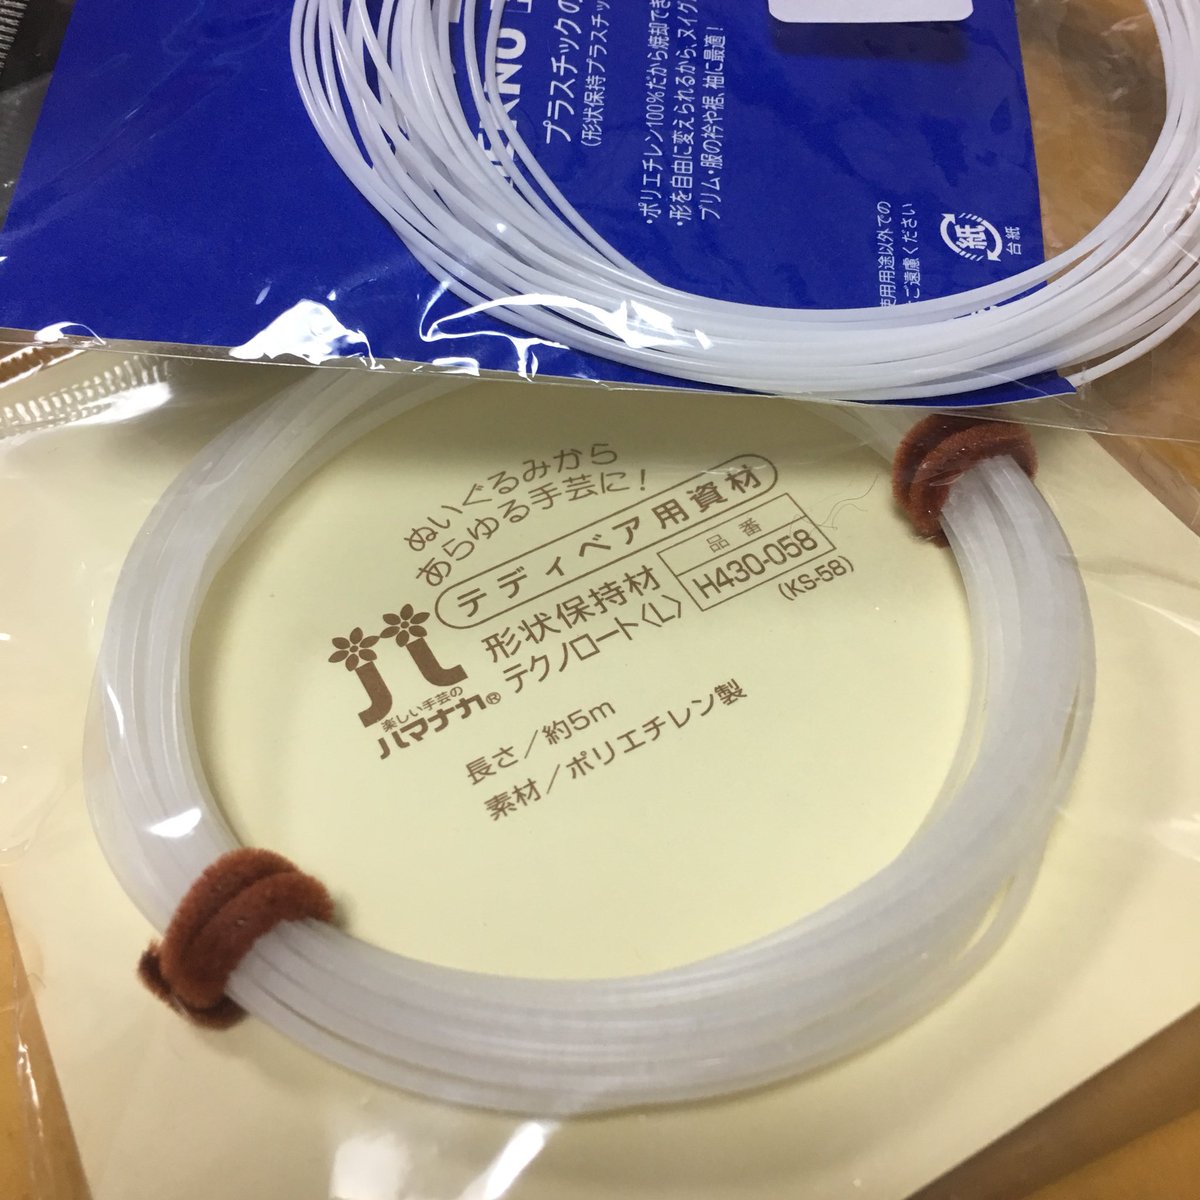 プラスチックの
(形状保持プラスチッ
・ポリエチレン100%だから焼却でき
・形を自由に変えられるから、ヌイグ
ブリム・服の衿や裾、袖に最適!
使用用途以外での
ご遠慮ください
紙
台紙
ぬいぐるみから
あらゆる手芸に!
テディベア用資材
形状保持材
テクノロート〈L〉
品番
H430-058
(KS-58)
楽しい手芸の
ハマナカ®
長さ/約5m
素材/ポリエチレン製